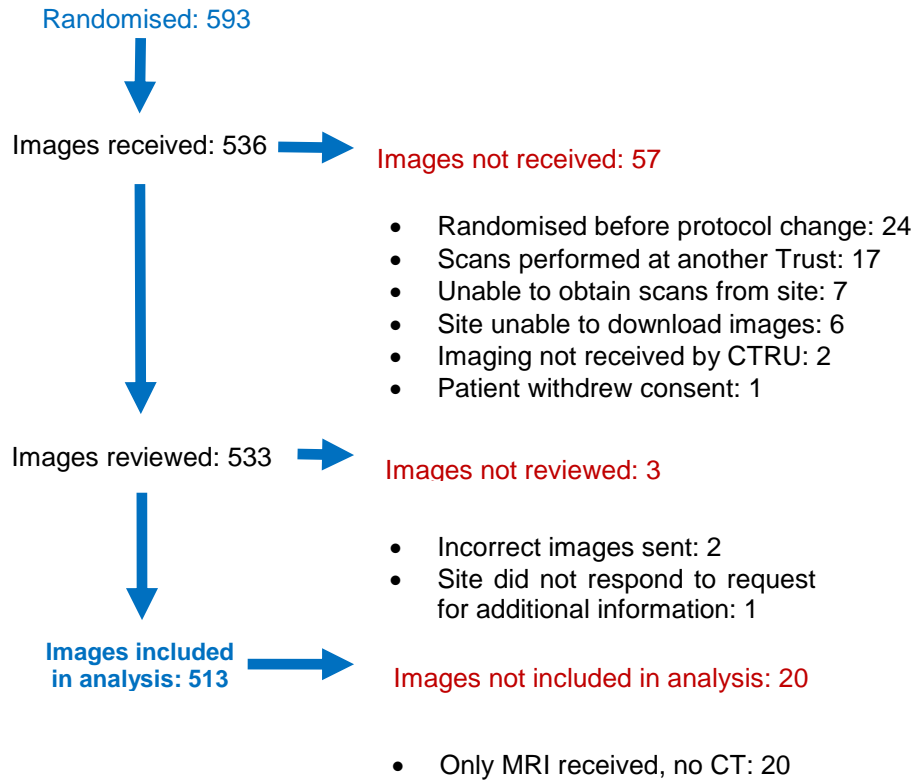 Randomised: 593
Images received: 536
Images not received: 57
• Randomised before protocol change: 24
• Scans performed at another Trust: 17
• Unable to obtain scans from site: 7
• Site unable to download images: 6
• Imaging not received by CTRU: 2
• Patient withdrew consent: 1
Images reviewed: 533
Images not reviewed: 3
• Incorrect images sent: 2
• Site did not respond to request
for additional information: 1
Images included
in analysis: 513
Images not included in analysis: 20
• Only MRI received, no CT: 20